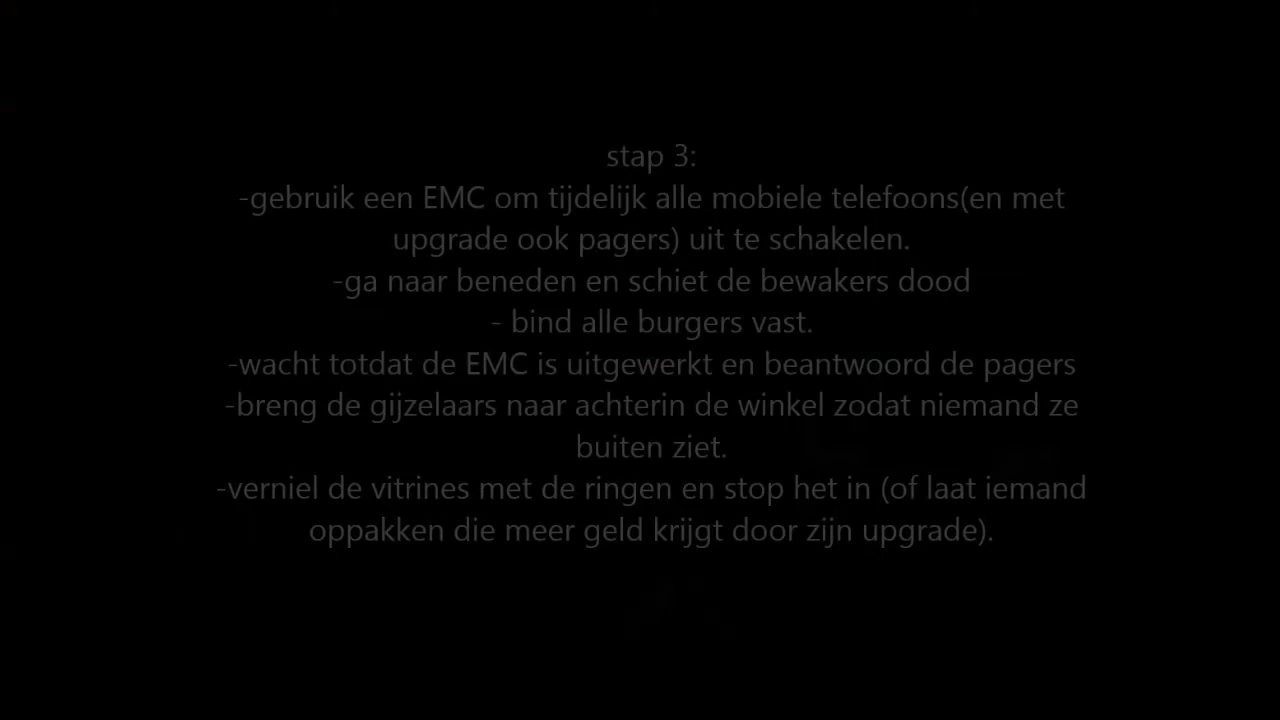 stap 3:
-gebruik een EMC om tijdelijk alle mobiele telefoons(en met
upgrade ook pagers) uit te schakelen.
-ga naar beneden en schiet de bewakers dood
- bind alle burgers vast.
-wacht totdat de EMC is uitgewerkt en beantwoord de pagers
-breng de gijzelaars naar achterin de winkel zodat niemand ze
buiten ziet.
-verniel de vitrines met de ringen en stop het in (of laat iemand
oppakken die meer geld krijgt door zijn upgrade).